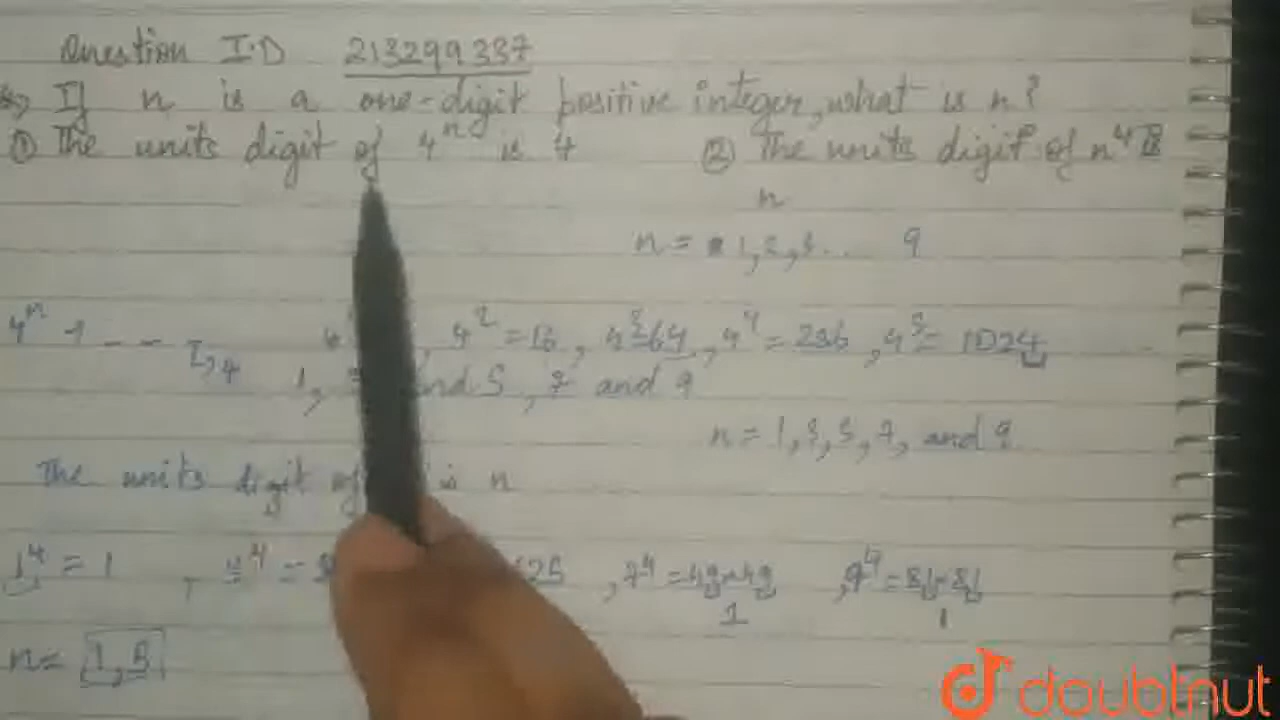 Question I.D 213299337
If n is a one-digit positive integer, what is n?
① The units digit of 4^n is 4 ② The units digit of n^4 is
n
n = 1, 2, 3 ... 9
4^n
4^2 = 16, 4^3=64, 4^4 = 256, 4^5 = 1024
1, and 5, 7 and 9
n = 1, 3, 5, 7, and 9
The units digit of is n
1^4 = 1, 625, 7^4 = 49×49, 9^4 = 81×81
1 1
n = 1, 5
doubtnut